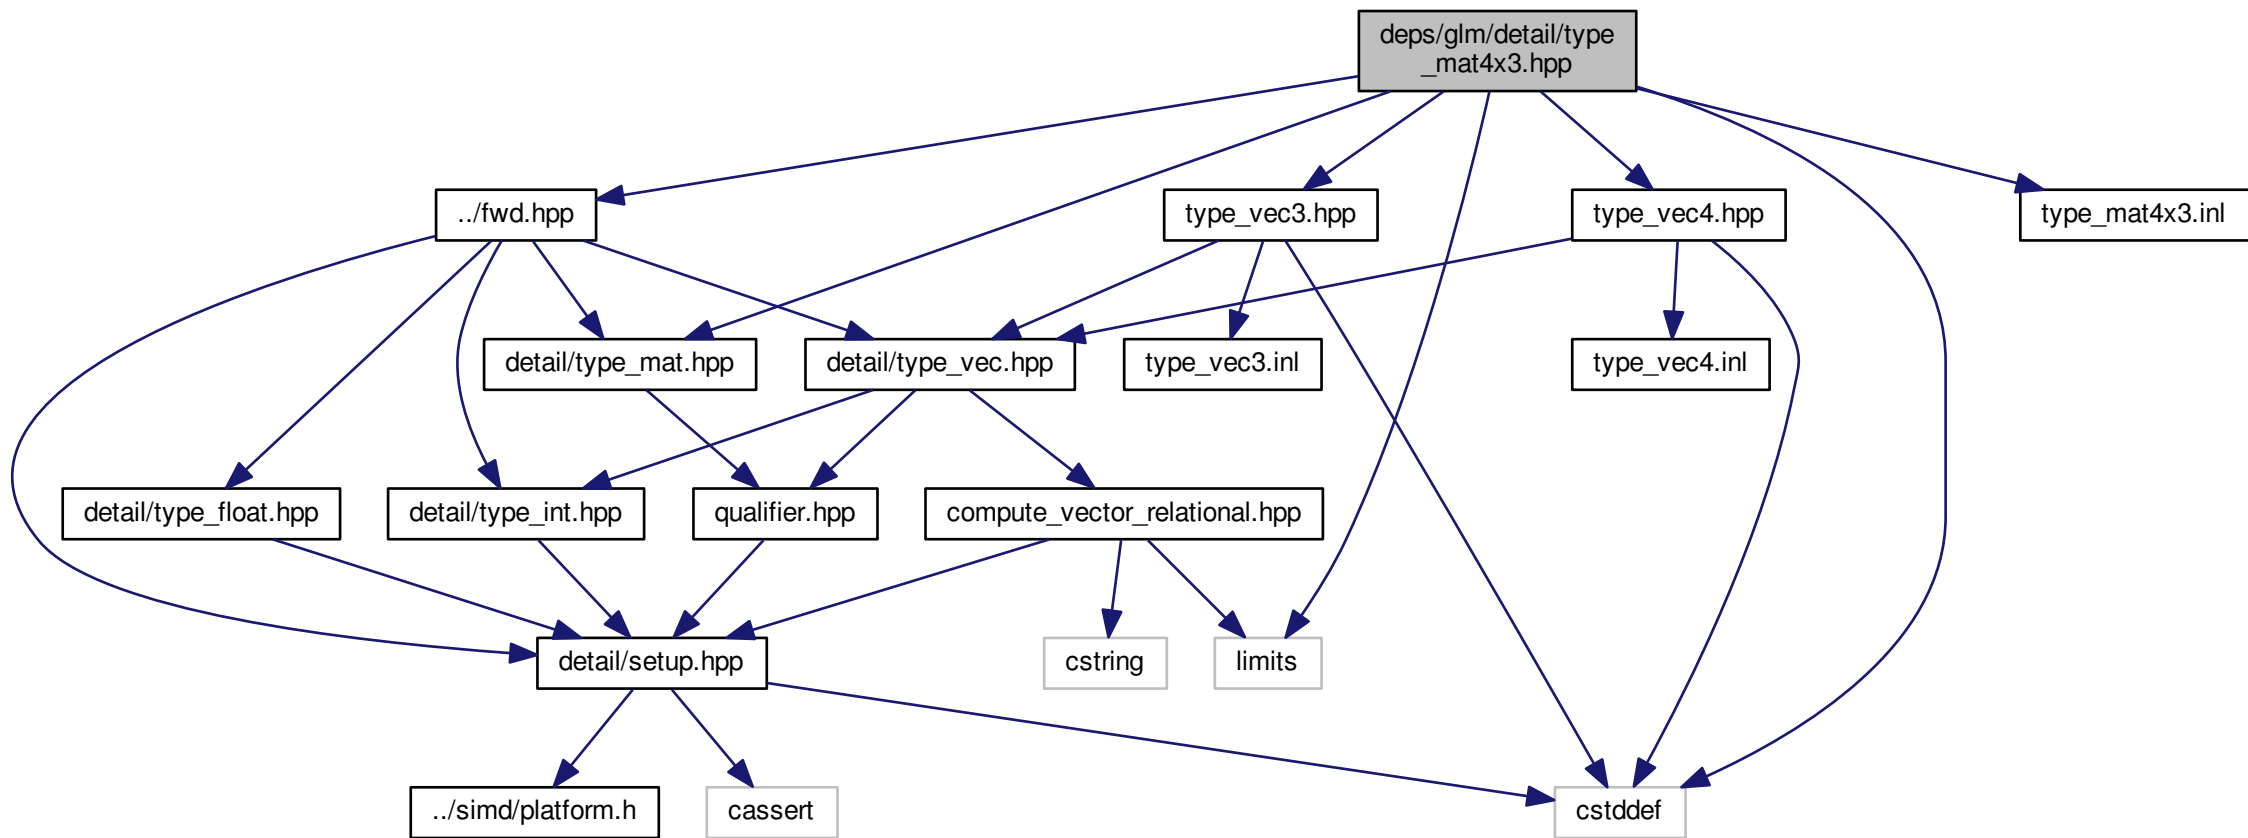 deps/glm/detail/type
_mat4x3.hpp
../fwd.hpp
type_vec3.hpp
type_vec4.hpp
type_mat4x3.inl
detail/type_mat.hpp
detail/type_vec.hpp
type_vec3.inl
type_vec4.inl
detail/type_float.hpp
detail/type_int.hpp
qualifier.hpp
compute_vector_relational.hpp
detail/setup.hpp
cstring
limits
../simd/platform.h
cassert
cstddef